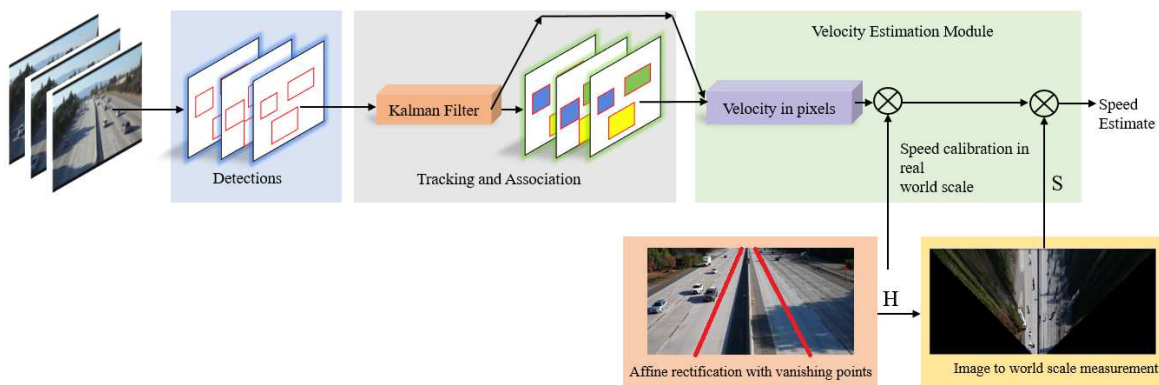 Velocity Estimation Module
Kalman Filter
Velocity in pixels
Speed
Estimate
Detections
Tracking and Association
Speed calibration in
real
world scale
S
H
Affine rectification with vanishing points
Image to world scale measurement